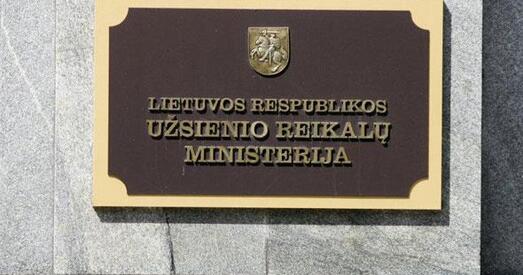 LIETUVOS RESPUBLIKOS
UŽSIENIO REIKALŲ
MINISTERIJA